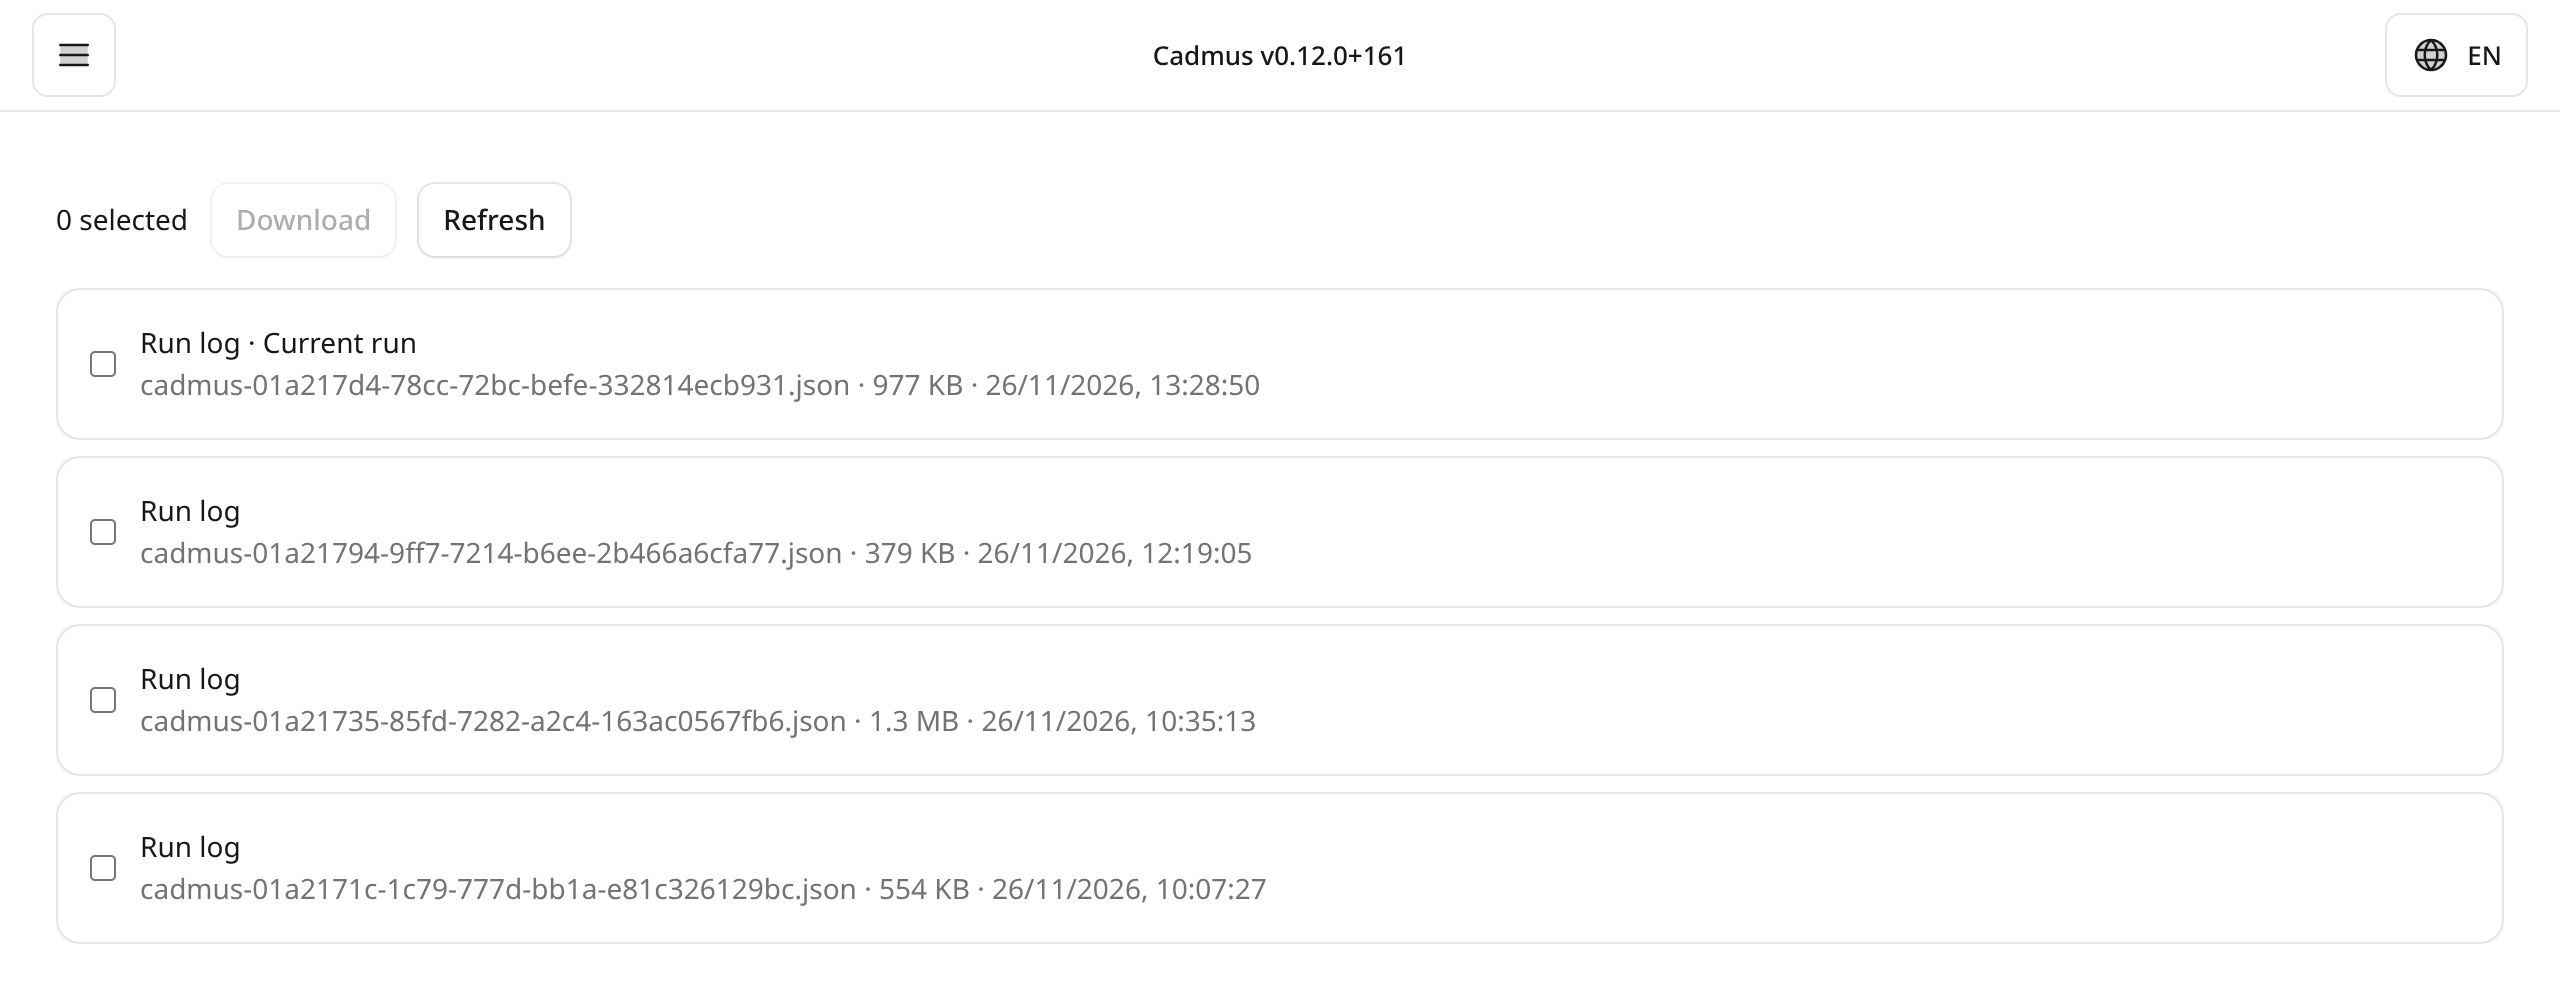 Cadmus v0.12.0+161
EN
0 selected
Download
Refresh
Run log · Current run
cadmus-01a217d4-78cc-72bc-befe-332814ecb931.json · 977 KB · 26/11/2026, 13:28:50
Run log
cadmus-01a21794-9ff7-7214-b6ee-2b466a6cfa77.json · 379 KB · 26/11/2026, 12:19:05
Run log
cadmus-01a21735-85fd-7282-a2c4-163ac0567fb6.json · 1.3 MB · 26/11/2026, 10:35:13
Run log
cadmus-01a2171c-1c79-777d-bb1a-e81c326129bc.json · 554 KB · 26/11/2026, 10:07:27